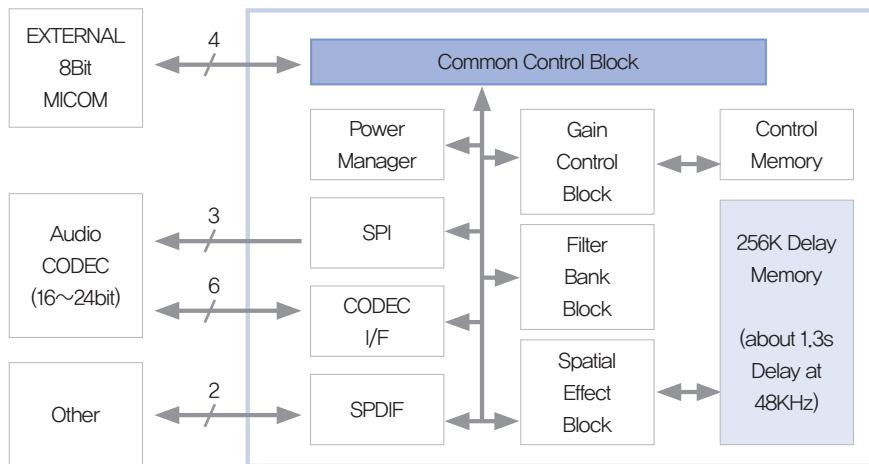 EXTERNAL
8Bit
MICOM
4
Common Control Block
Power
Manager
Gain
Control
Block
Control
Memory
Audio
CODEC
(16~24bit)
3
SPI
6
CODEC
I/F
Filter
Bank
Block
256K Delay
Memory
(about 1.3s
Delay at
48KHz)
Other
2
SPDIF
Spatial
Effect
Block